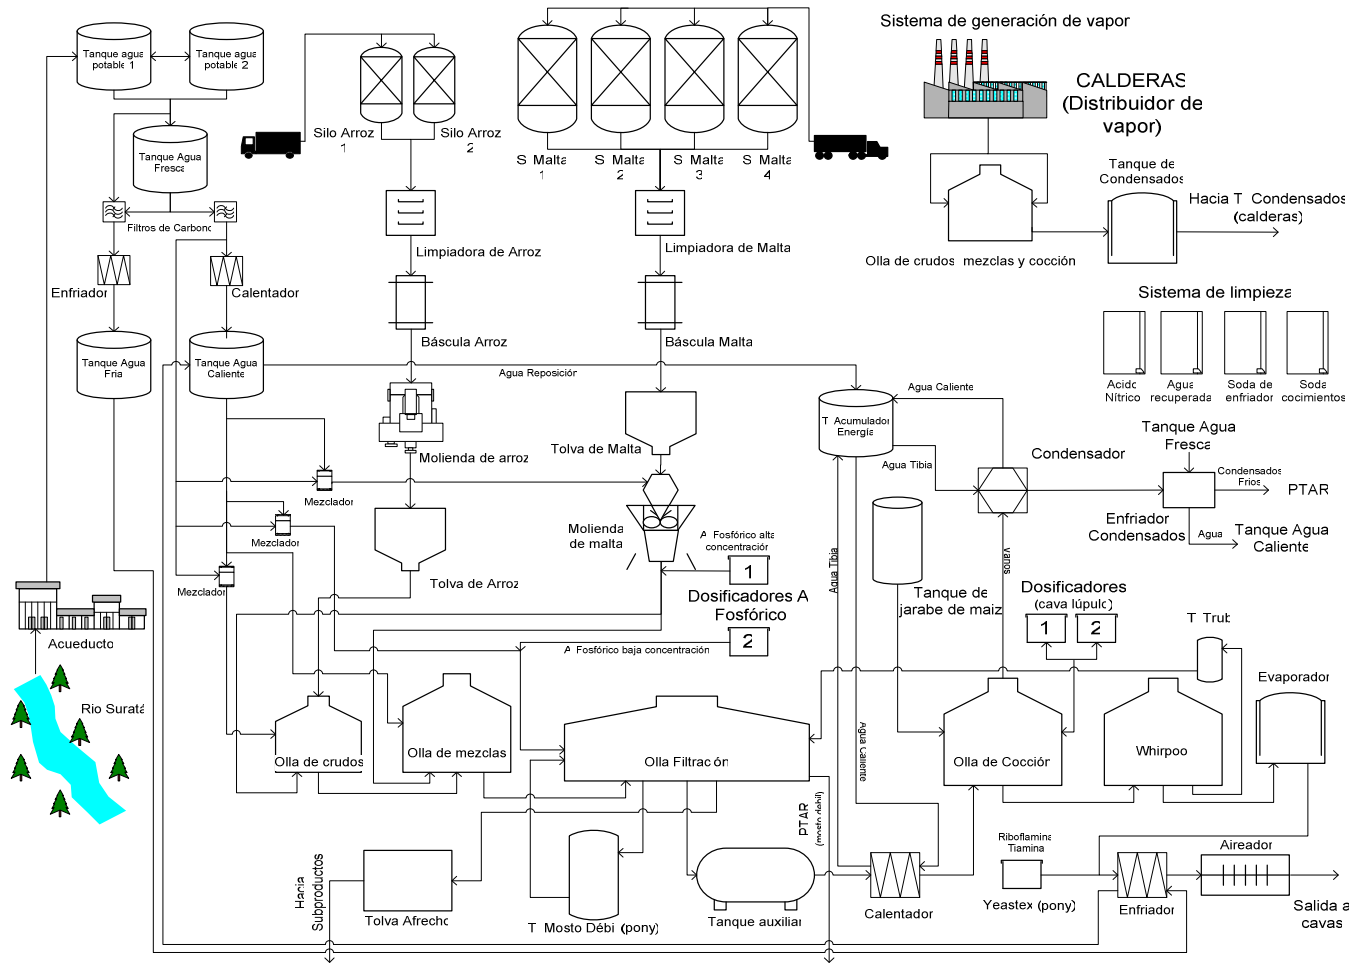 Tanque agua
potable 1
Tanque agua
potable 2
Sistema de generación de vapor
CALDERAS
(Distribuidor de
vapor)
Silo Arroz
1
Silo Arroz
2
S Malta
1
S Malta
2
S Malta
3
S Malta
4
Tanque Agua
Fresca
Tanque de
Condensados
Hacia T Condensados
(calderas)
Filtros de Carbono
Limpiadora de Arroz
Limpiadora de Malta
Olla de crudos mezclas y cocción
Enfriador
Calentador
Sistema de limpieza
Báscula Arroz
Báscula Malta
Tanque Agua
Fria
Tanque Agua
Caliente
Agua Reposición
Agua Caliente
Acido
Nítrico
Agua
recuperada
Soda de
enfriador
Soda
cocimientos
T Acumulador
Energía
Tanque Agua
Fresca
Tolva de Malta
Molienda de arroz
Agua Tibia
Condensador
Condensados
Frios
PTAR
Mezclador
Mezclador
Mezclador
Molienda
de malta
A Fosfórico alta
concentración
1
Enfriador
Condensados
Agua
Tanque Agua
Caliente
Tolva de Arroz
Agua Tibia
vahos
Tanque de
jarabe de maiz
Dosificadores
(cava lúpulo)
1
2
Dosificadores A
Fosfórico
2
A Fosfórico baja concentración
T Trub
Acueducto
Rio Suratá
Evaporador
Olla de crudos
Olla de mezclas
Olla Filtración
Agua Caliente
Olla de Cocción
Whirpoo
PTAR
(mosto debil)
Riboflamina
Tiamina
Aireador
Hacia
Subproductos
Tolva Afrecho
T Mosto Débi (pony)
Tanque auxiliar
Calentador
Yeastex (pony)
Enfriador
Salida a
cavas